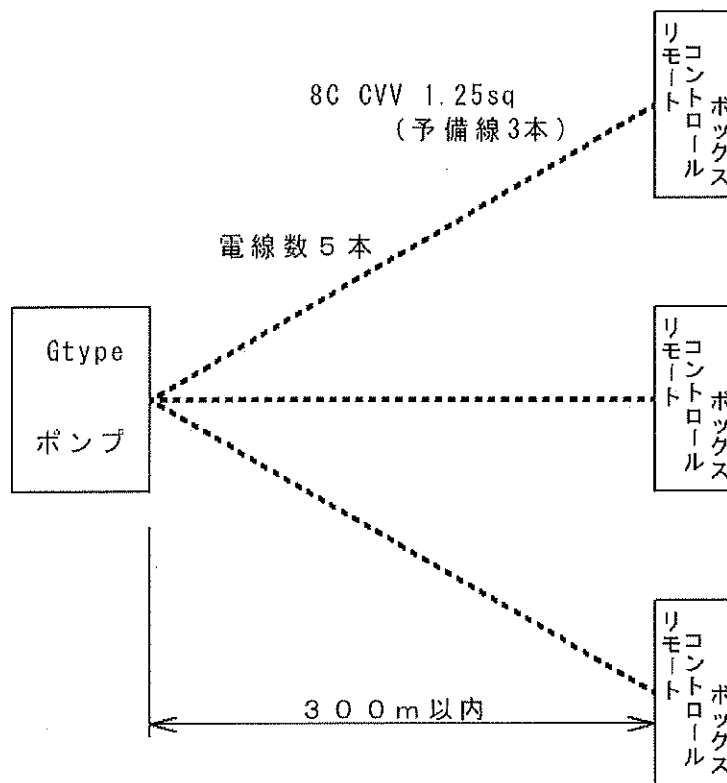 8C CVV 1.25sq
(予備線3本)
電線数5本
Gtype
ポンプ
リモート
コントロール
ボックス
リモート
コントロール
ボックス
リモート
コントロール
ボックス
300m以内